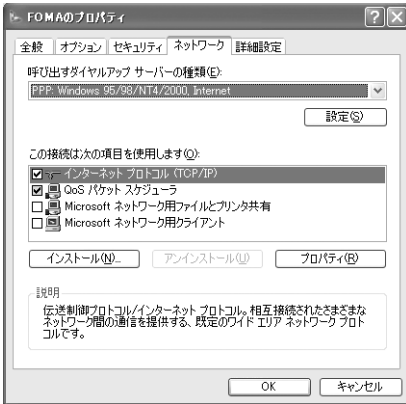 FOMAのプロパティ
全般 オプション セキュリティ ネットワーク 詳細設定
呼び出すダイヤルアップ サーバーの種類(E):
PPP: Windows 95/98/NT4/2000, Internet
設定(S)
この接続は次の項目を使用します(O):
インターネット プロトコル (TCP/IP)
QoS パケット スケジューラ
Microsoft ネットワーク用ファイルとプリンタ共有
Microsoft ネットワーク用クライアント
インストール(N)... アンインストール(U) プロパティ(R)
説明
伝送制御プロトコル/インターネット プロトコル。相互接続されたさまざまな
ネットワーク間の通信を提供する、既定のワイド エリア ネットワーク プロト
コルです。
OK キャンセル